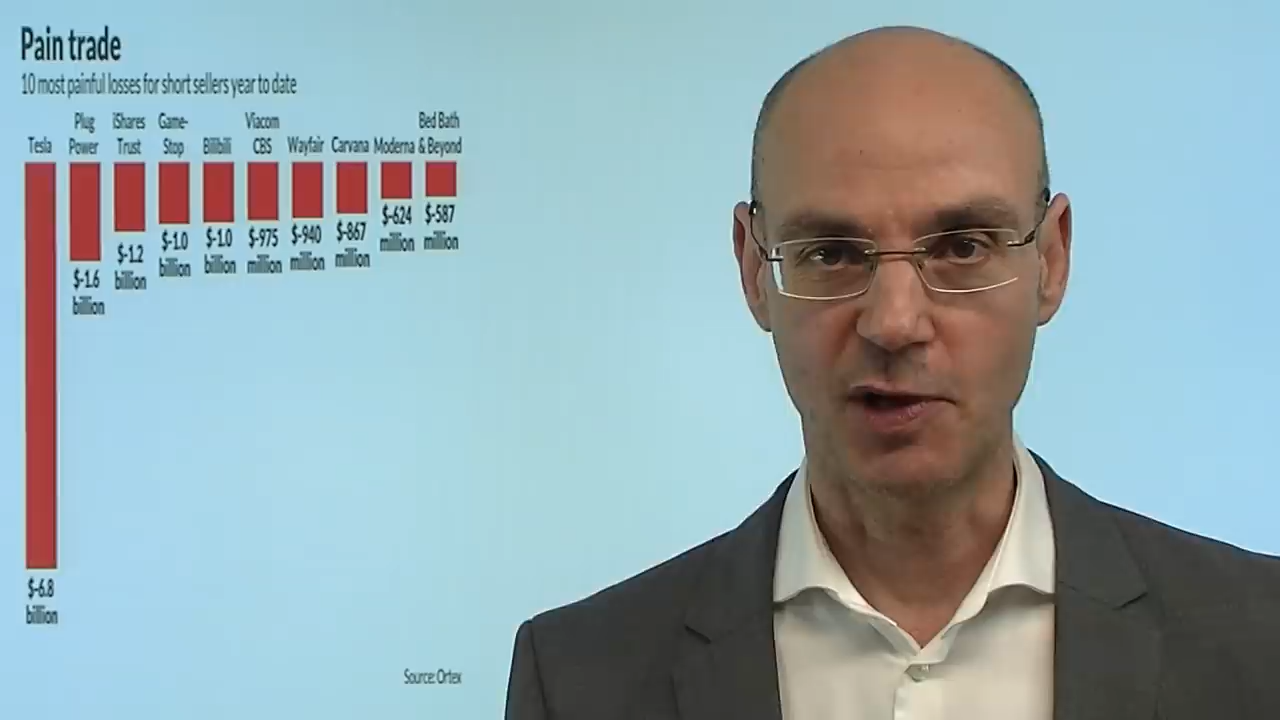 Pain trade
10 most painful losses for short sellers year to date
Tesla
Plug
Power
iShares
Trust
Game-
Stop
Bilibili
Viacom
CBS
Wayfair
Carvana
Moderna
Bed Bath
& Beyond
$-6.8
billion
$-1.6
billion
$-1.2
billion
$-1.0
billion
$-1.0
billion
$-975
million
$-940
million
$-867
million
$-624
million
$-587
million
Source: Ortex